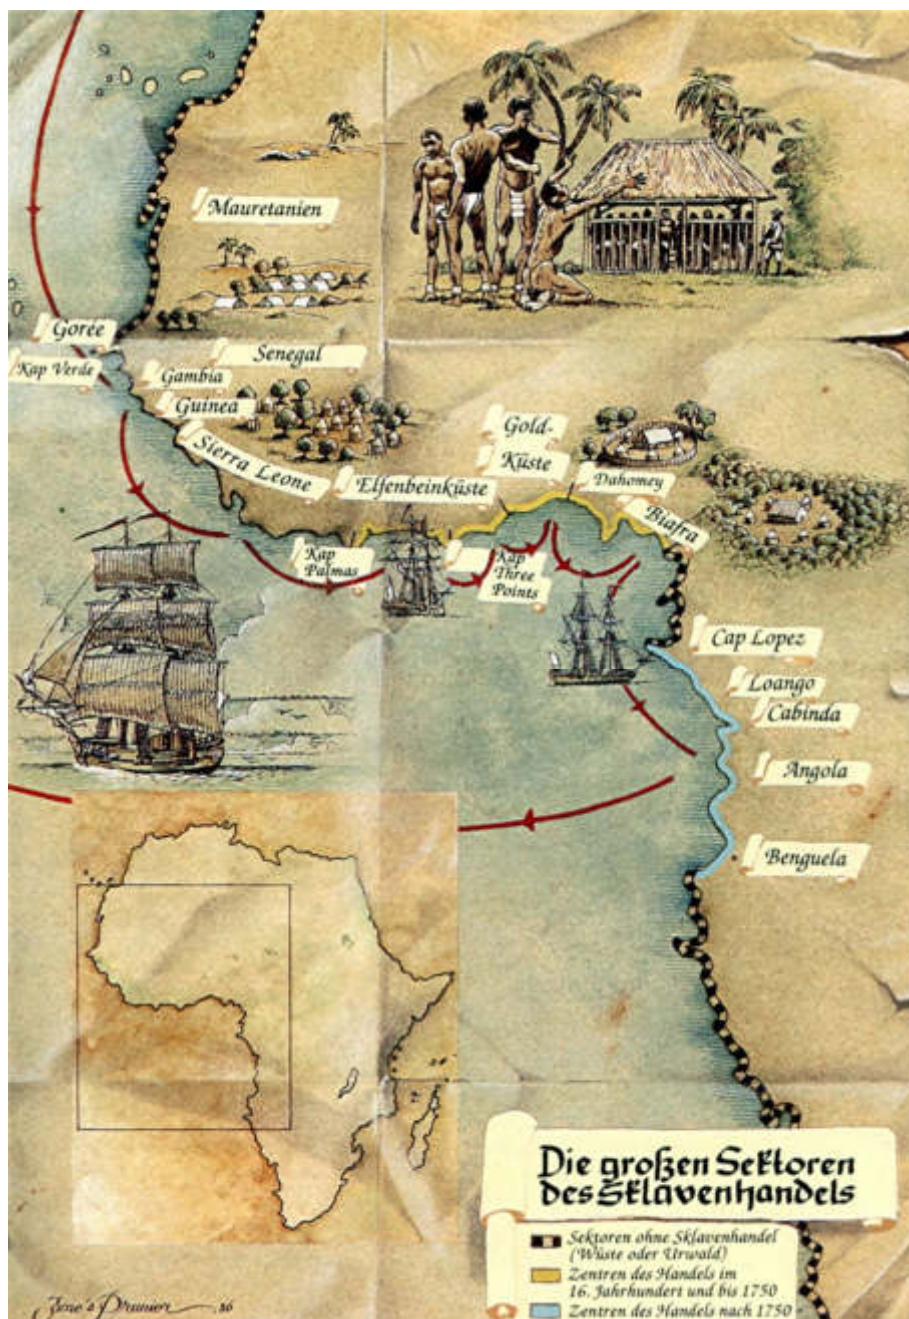 Mauretanien
Gorée
Kap Verde
Senegal
Gambia
Guinea
Sierra Leone
Gold-
Küste
Elfenbeinküste
Dahomey
Biafra
Kap
Palmas
Kap
Three
Points
Cap Lopez
Loango
Cabinda
Angola
Benguela
Die großen Sektoren
des Sklavenhandels
Sektoren ohne Sklavenhandel
(Wüste oder Urwald)
Zentren des Handels im
16. Jahrhundert und bis 1750
Zentren des Handels nach 1750